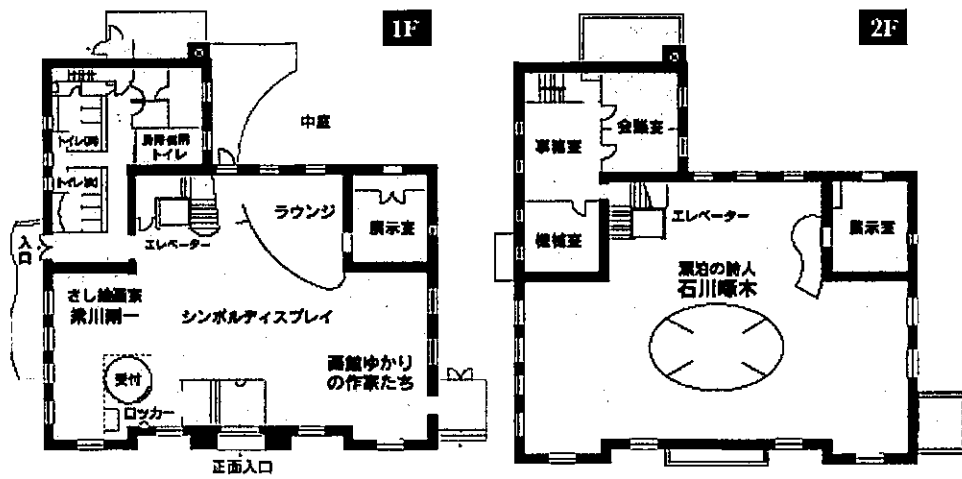 1F
中庭
トイレ(男)
身障者用
トイレ
トイレ(女)
ラウンジ
展示室
エレベーター
入口
さし絵画家
梁川剛一
シンボルディスプレイ
函館ゆかり
の作家たち
受付
ロッカー
正面入口
2F
会議室
事務室
エレベーター
機械室
展示室
漂泊の詩人
石川啄木